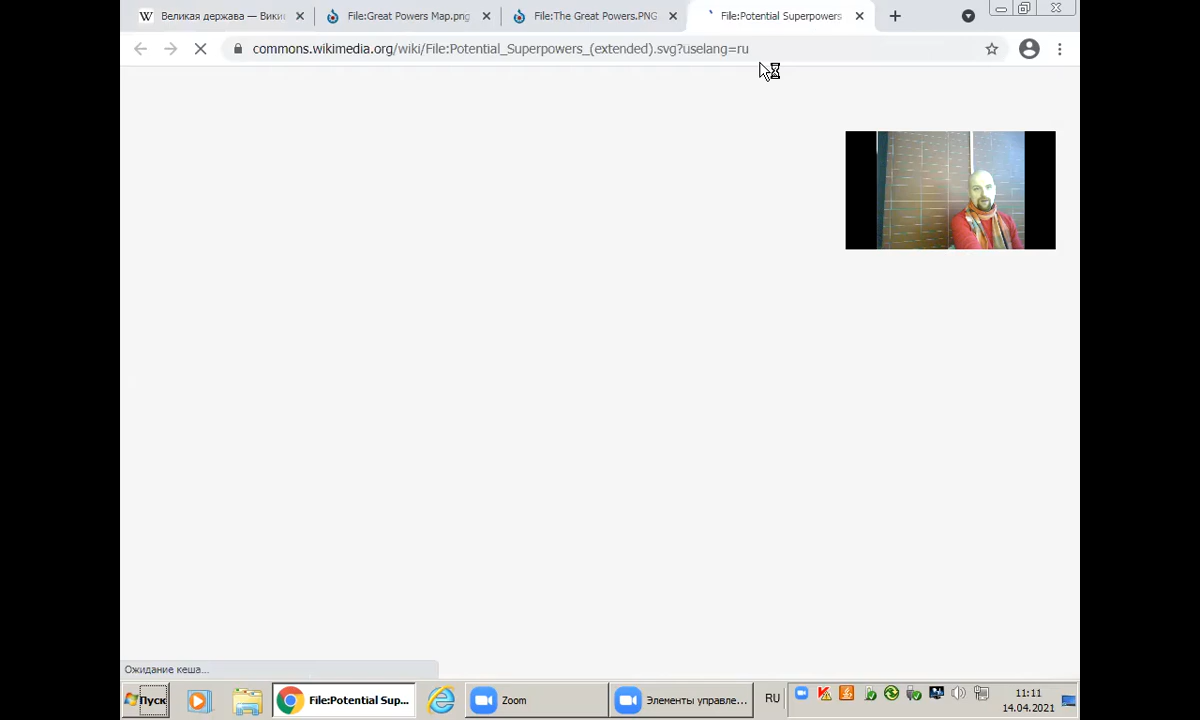 Великая держава — Вики
File:Great Powers Map.png
File:The Great Powers.PNG
File:Potential Superpowers
commons.wikimedia.org/wiki/File:Potential_Superpowers_(extended).svg?uselang=ru
Ожидание кеша...
Пуск
File:Potential Sup...
Zoom
Элементы управле...
RU
11:11
14.04.2021